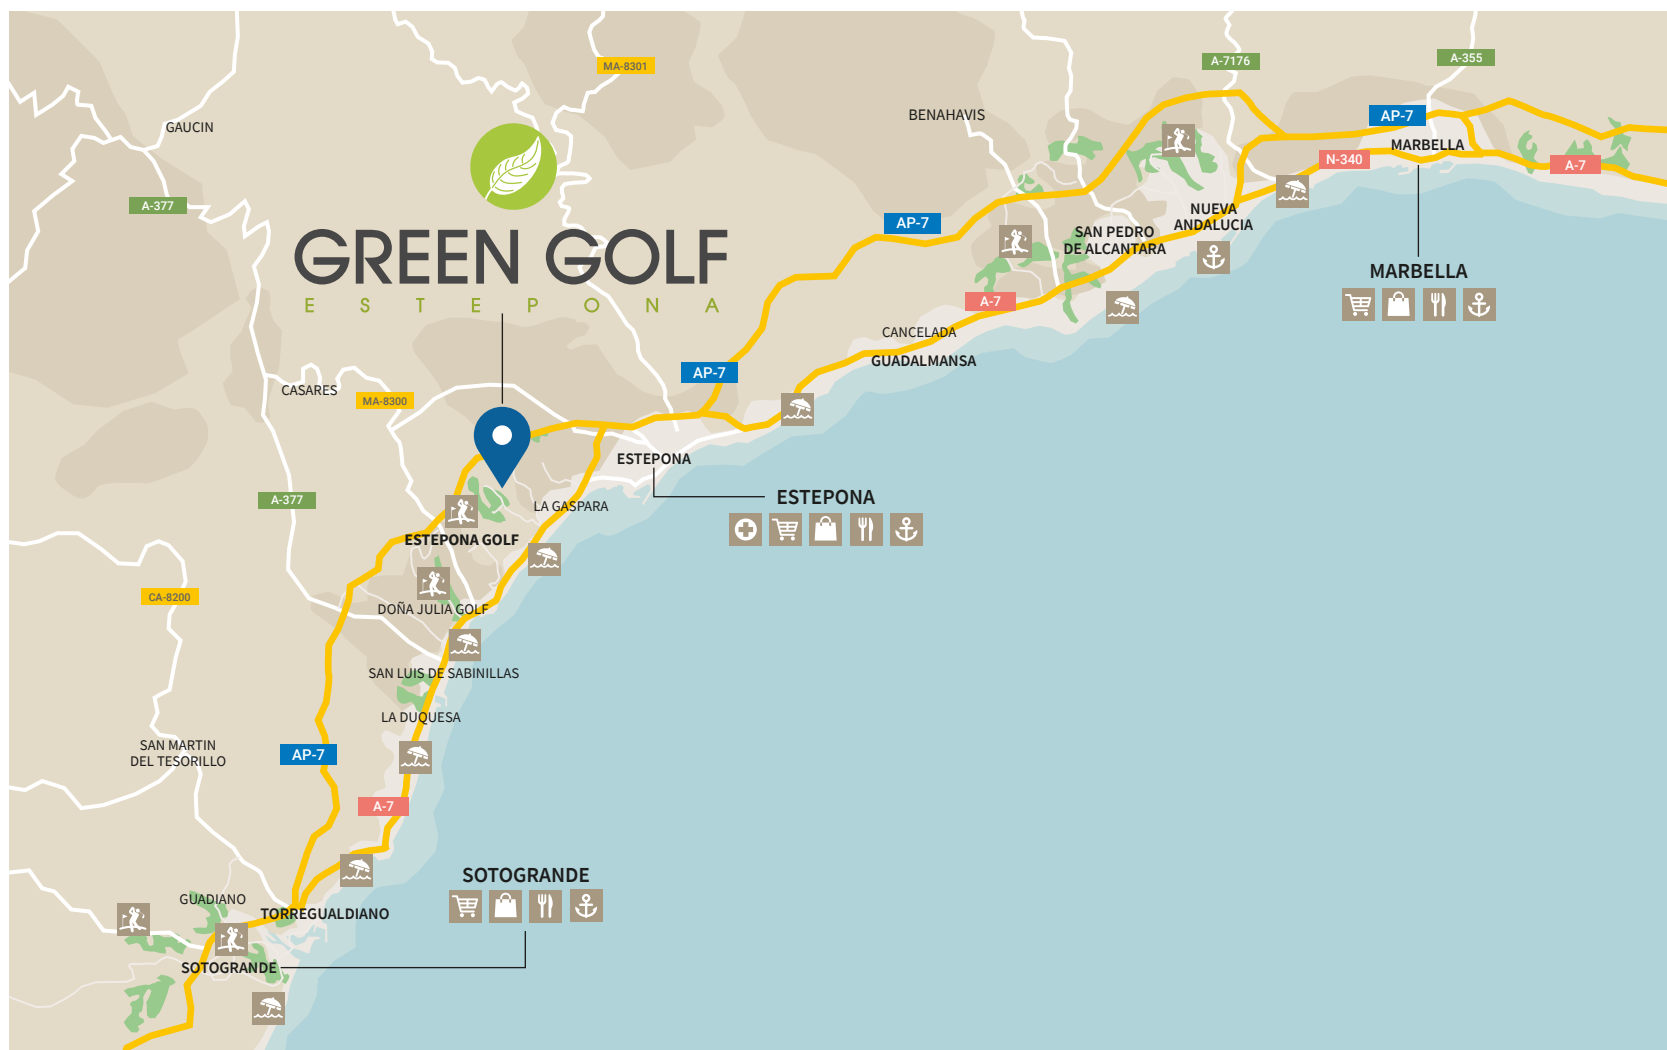 A-7176
A-355
MA-8301
AP-7
BENAHAVIS
GAUCIN
MARBELLA
N-340
A-7
A-377
NUEVA
ANDALUCIA
AP-7
SAN PEDRO
DE ALCANTARA
GREEN GOLF
ESTEPONA
MARBELLA
A-7
CANCELADA
GUADALMANSA
AP-7
CASARES
MA-8300
ESTEPONA
ESTEPONA
A-377
LA GASPARA
ESTEPONA GOLF
CA-8200
DOÑA JULIA GOLF
SAN LUIS DE SABINILLAS
LA DUQUESA
SAN MARTIN
DEL TESORILLO
AP-7
A-7
SOTOGRANDE
GUADIANO
TORREGUALDIANO
SOTOGRANDE